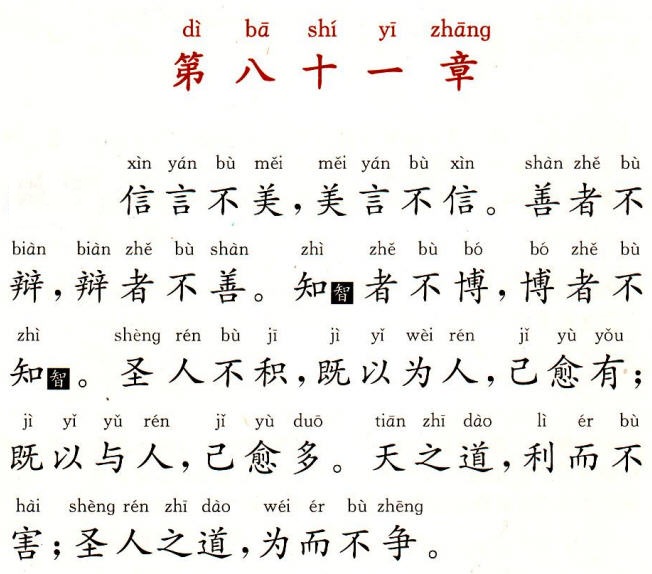 dì bā shí yī zhāng
第八十一章
xìn yán bù měi měi yán bù xìn shàn zhě bù
信言不美，美言不信。善者不
biàn biàn zhě bù shàn zhì zhě bù bó bó zhě bù
辩，辩者不善。知智者不博，博者不
zhì shèng rén bù jī jì yǐ wèi rén jǐ yù yǒu
知智。圣人不积，既以为人，己愈有；
jì yǐ yǔ rén jǐ yù duō tiān zhī dào lì ér bù
既以与人，己愈多。天之道，利而不
hài shèng rén zhī dào wéi ér bù zhēng
害；圣人之道，为而不争。